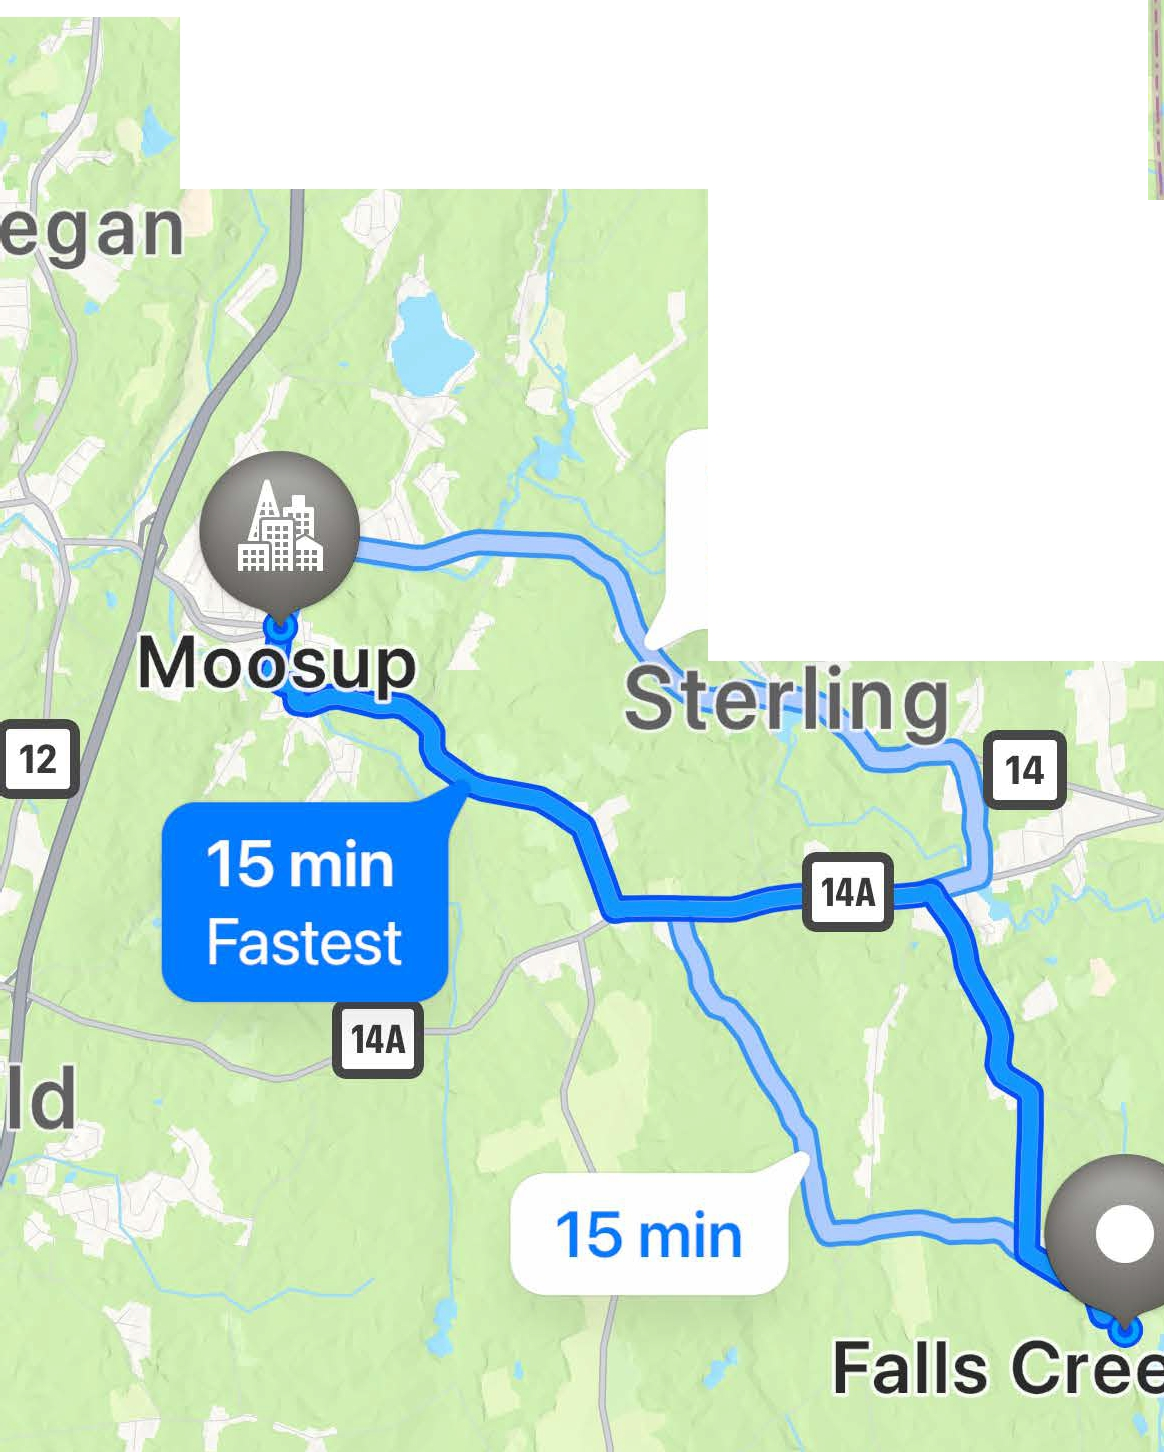 egan
Moosup
Sterling
12
14
15 min
Fastest
14A
14A
ld
15 min
Falls Cree